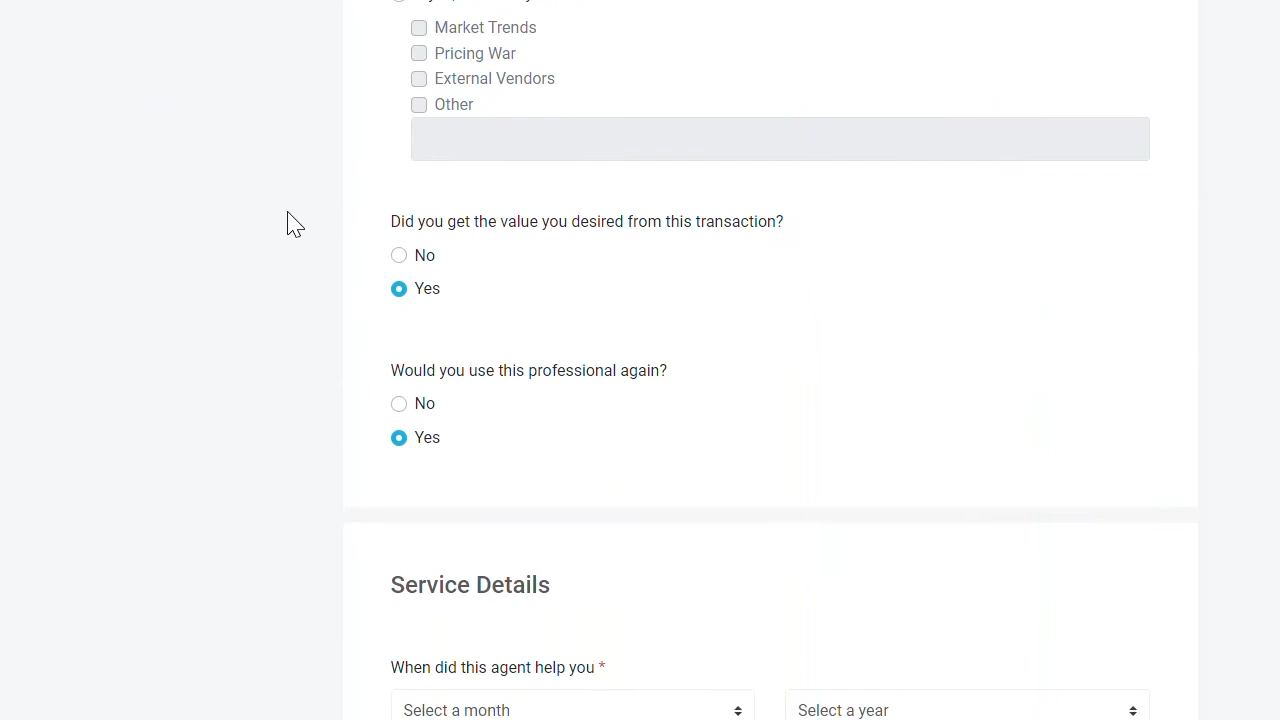 Market Trends
Pricing War
External Vendors
Other
Did you get the value you desired from this transaction?
No
Yes
Would you use this professional again?
No
Yes
Service Details
When did this agent help you *
Select a month
Select a year